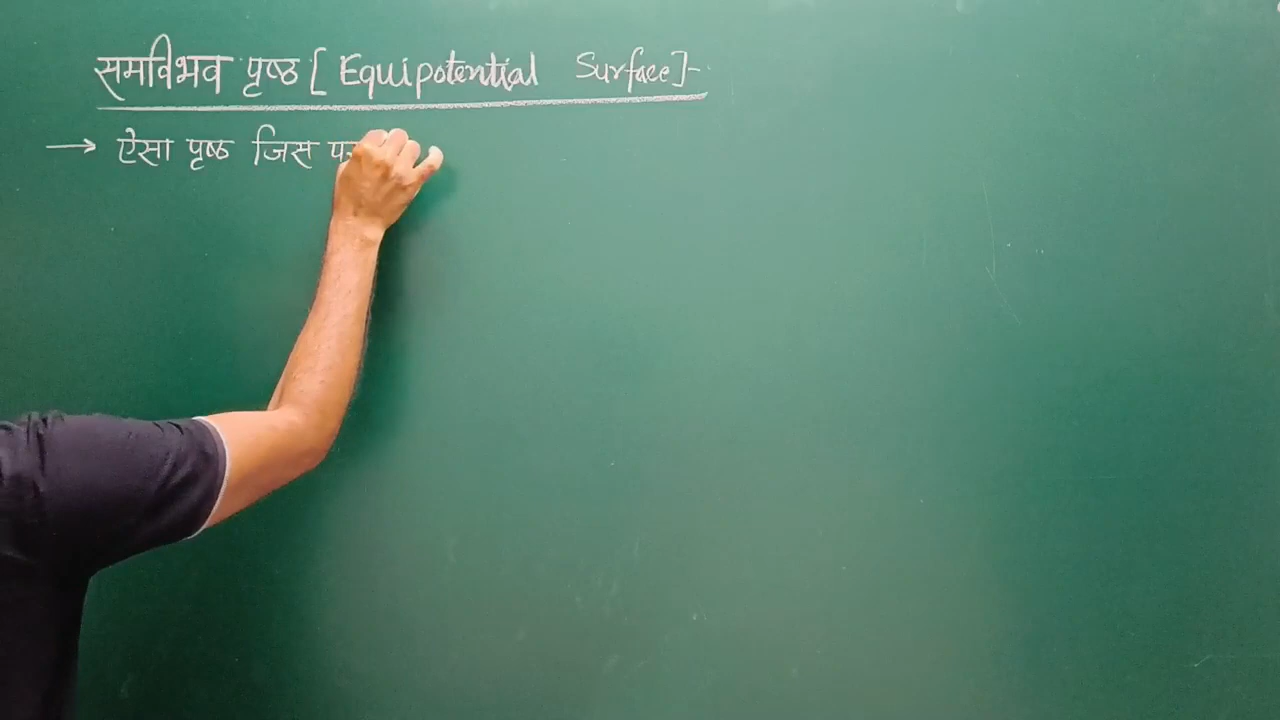 समविभव पृष्ठ [ Equipotential Surface ]-
→ ऐसा पृष्ठ जिस